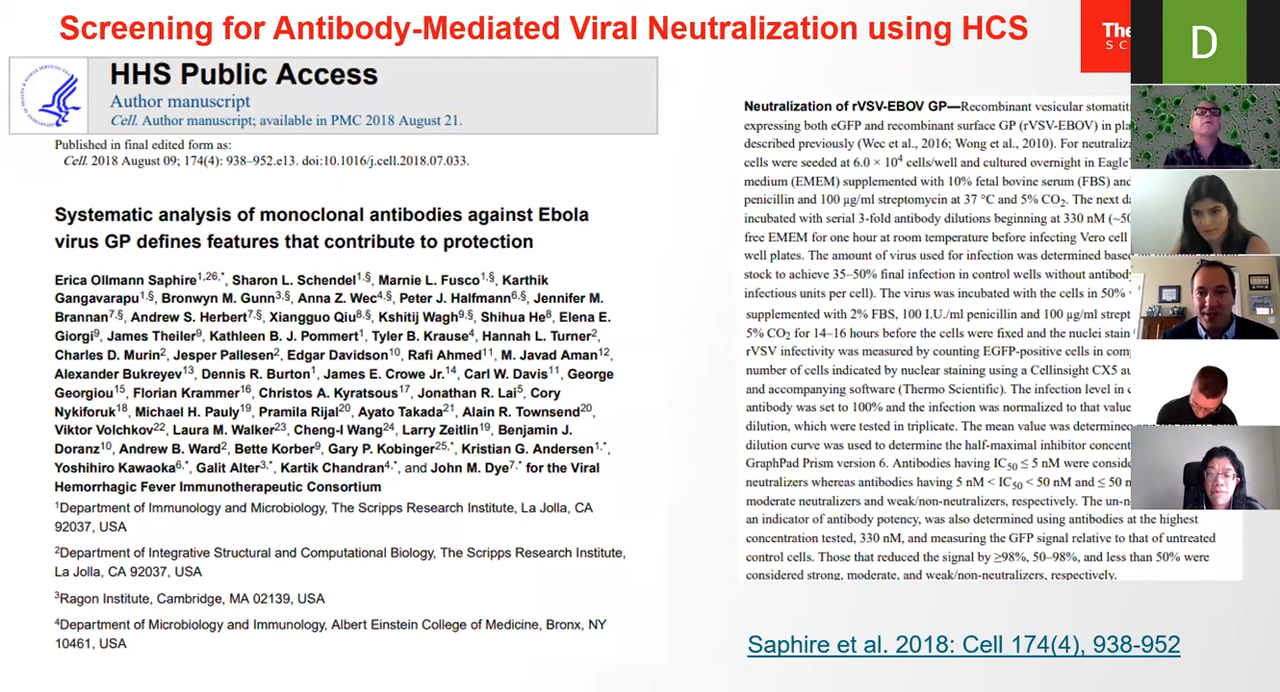 Screening for Antibody-Mediated Viral Neutralization using HCS
The
SC
D
HHS Public Access
Author manuscript
Cell. Author manuscript; available in PMC 2018 August 21.
Published in final edited form as:
Cell. 2018 August 09; 174(4): 938–952.e13. doi:10.1016/j.cell.2018.07.033.
Systematic analysis of monoclonal antibodies against Ebola
virus GP defines features that contribute to protection
Erica Ollmann Saphire1,26,*, Sharon L. Schendel1,§, Marnie L. Fusco1,§, Karthik
Gangavarapu1,§, Bronwyn M. Gunn3,§, Anna Z. Wec4,§, Peter J. Halfmann6,§, Jennifer M.
Brannan7,§, Andrew S. Herbert7,§, Xiangguo Qiu8,§, Kshitij Wagh9,§, Shihua He8, Elena E.
Giorgi9, James Theiler9, Kathleen B. J. Pommert1, Tyler B. Krause4, Hannah L. Turner2,
Charles D. Murin2, Jesper Pallesen2, Edgar Davidson10, Rafi Ahmed11, M. Javad Aman12,
Alexander Bukreyev13, Dennis R. Burton1, James E. Crowe Jr.14, Carl W. Davis11, George
Georgiou15, Florian Krammer16, Christos A. Kyratsous17, Jonathan R. Lai5, Cory
Nykiforuk18, Michael H. Pauly19, Pramila Rijal20, Ayato Takada21, Alain R. Townsend20,
Viktor Volchkov22, Laura M. Walker23, Cheng-I Wang24, Larry Zeitlin19, Benjamin J.
Doranz10, Andrew B. Ward2, Bette Korber9, Gary P. Kobinger25,*, Kristian G. Andersen1,*,
Yoshihiro Kawaoka6,*, Galit Alter3,*, Kartik Chandran4,*, and John M. Dye7,* for the Viral
Hemorrhagic Fever Immunotherapeutic Consortium
1Department of Immunology and Microbiology, The Scripps Research Institute, La Jolla, CA
92037, USA
2Department of Integrative Structural and Computational Biology, The Scripps Research Institute,
La Jolla, CA 92037, USA
3Ragon Institute, Cambridge, MA 02139, USA
4Department of Microbiology and Immunology, Albert Einstein College of Medicine, Bronx, NY
10461, USA
Neutralization of rVSV-EBOV GP—Recombinant vesicular stomatit
expressing both eGFP and recombinant surface GP (rVSV-EBOV) in pla
described previously (Wec et al., 2016; Wong et al., 2010). For neutraliza
cells were seeded at 6.0 × 10⁴ cells/well and cultured overnight in Eagle'
medium (EMEM) supplemented with 10% fetal bovine serum (FBS) and
penicillin and 100 μg/ml streptomycin at 37 °C and 5% CO₂. The next da
incubated with serial 3-fold antibody dilutions beginning at 330 nM (~50
free EMEM for one hour at room temperature before infecting Vero cell
well plates. The amount of virus used for infection was determined base
stock to achieve 35–50% final infection in control wells without antibod
infectious units per cell). The virus was incubated with the cells in 50%
supplemented with 2% FBS, 100 I.U./ml penicillin and 100 μg/ml strept
5% CO₂ for 14–16 hours before the cells were fixed and the nuclei stain
rVSV infectivity was measured by counting EGFP-positive cells in com
number of cells indicated by nuclear staining using a Cellinsight CX5 au
and accompanying software (Thermo Scientific). The infection level in c
antibody was set to 100% and the infection was normalized to that value
dilution, which were tested in triplicate. The mean value was determined
dilution curve was used to determine the half-maximal inhibitor concent
GraphPad Prism version 6. Antibodies having IC₅₀ ≤ 5 nM were conside
neutralizers whereas antibodies having 5 nM < IC₅₀ < 50 nM and ≤ 50 n
moderate neutralizers and weak/non-neutralizers, respectively. The un-n
an indicator of antibody potency, was also determined using antibodies at the highest
concentration tested, 330 nM, and measuring the GFP signal relative to that of untreated
control cells. Those that reduced the signal by ≥98%, 50–98%, and less than 50% were
considered strong, moderate, and weak/non-neutralizers, respectively.
Saphire et al. 2018: Cell 174(4), 938-952